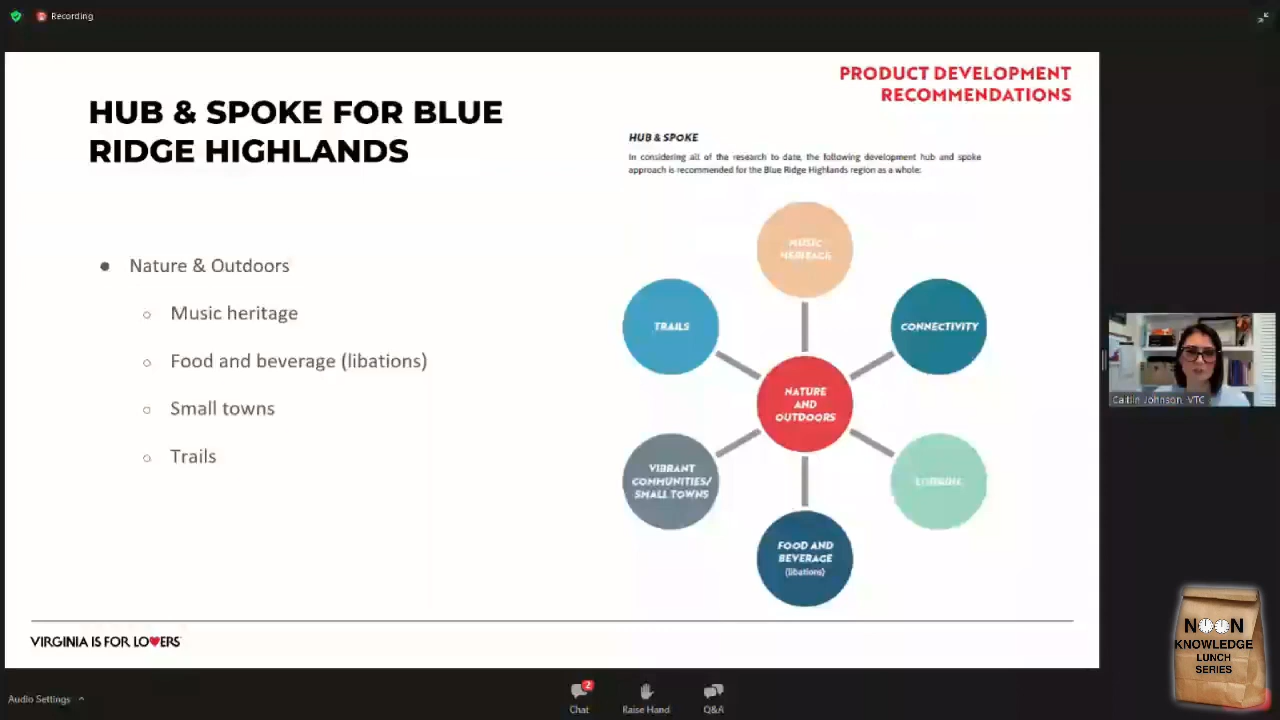 Recording
PRODUCT DEVELOPMENT
RECOMMENDATIONS
HUB & SPOKE FOR BLUE
RIDGE HIGHLANDS
HUB & SPOKE
In considering all of the research to date, the following development hub and spoke
approach is recommended for the Blue Ridge Highlands region as a whole:
Nature & Outdoors
Music heritage
Food and beverage (libations)
Small towns
Trails
MUSIC
HERITAGE
TRAILS
CONNECTIVITY
NATURE
AND
OUTDOORS
VIBRANT
COMMUNITIES/
SMALL TOWNS
LODGING
FOOD AND
BEVERAGE
(libations)
Caitlin Johnson, VTC
VIRGINIA IS FOR LOVERS
NOON
KNOWLEDGE
LUNCH
SERIES
Audio Settings
2
Chat
Raise Hand
Q&A